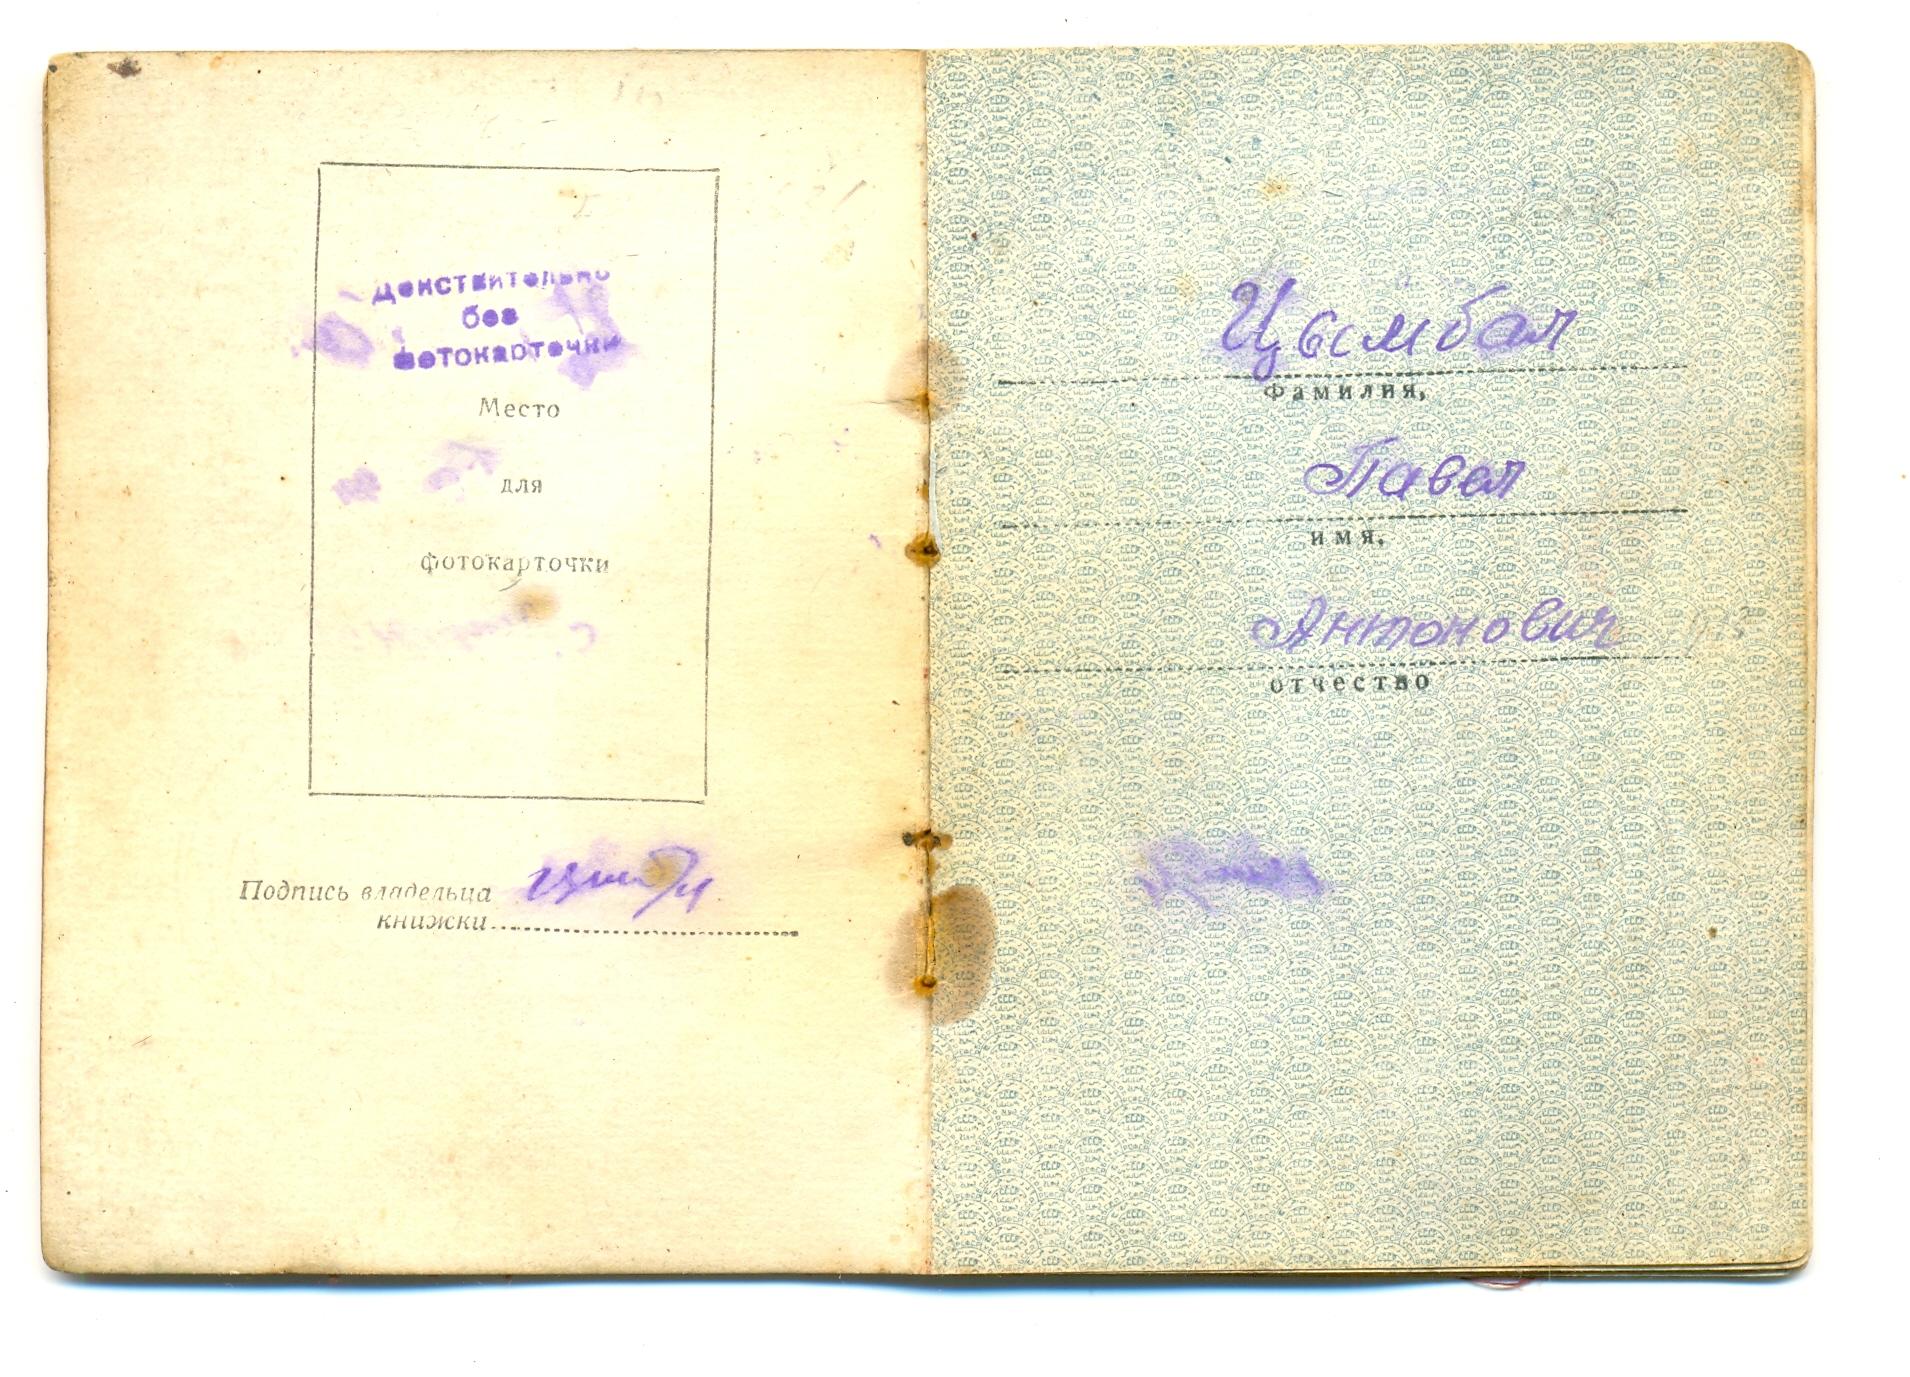 действительно
без
фотокарточки
Место
для
фотокарточки
Подпись владельца
книжки
Цымбал
Фамилия,
Павел
имя,
Антонович
отчество